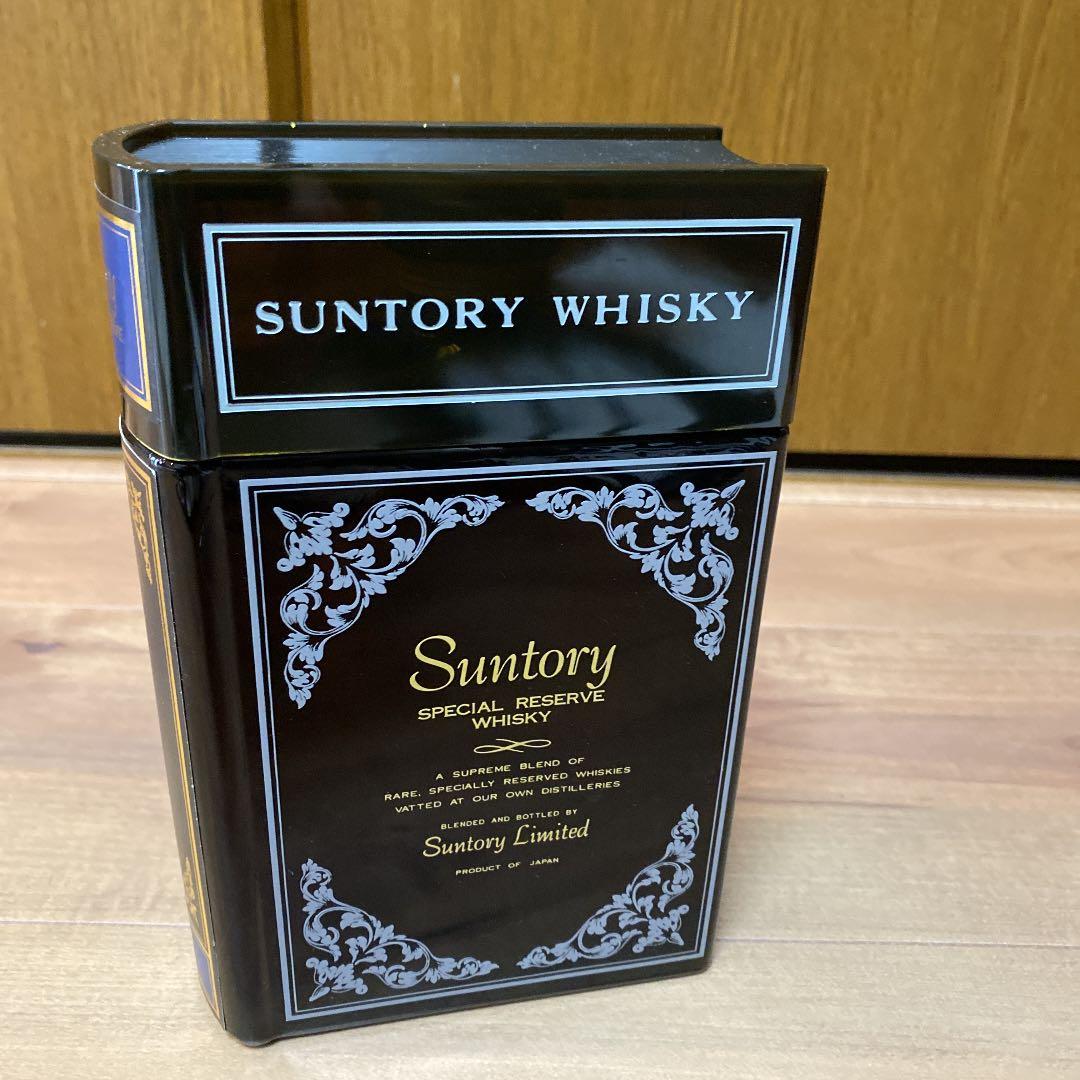 SUNTORY WHISKY
Suntory
SPECIAL RESERVE
WHISKY
A SUPREME BLEND OF
RARE, SPECIALLY RESERVED WHISKIES
VATTED AT OUR OWN DISTILLERIES
BLENDED AND BOTTLED BY
Suntory Limited
PRODUCT OF JAPAN